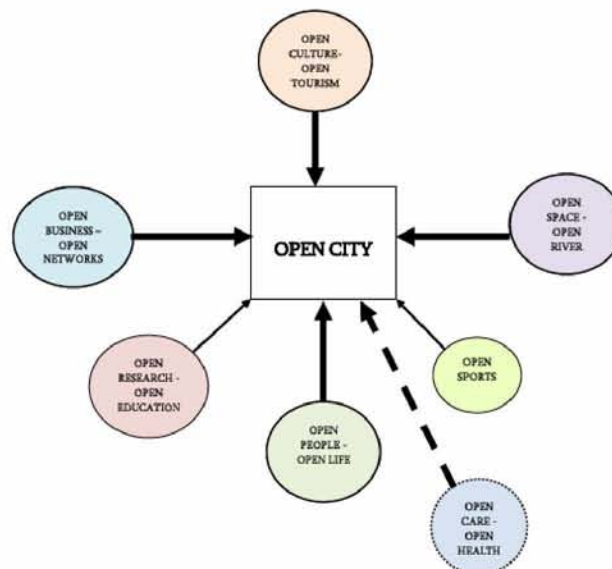 OPEN
CULTURE-
OPEN
TOURISM
OPEN
BUSINESS –
OPEN
NETWORKS
OPEN CITY
OPEN
SPACE -
OPEN
RIVER
OPEN
RESEARCH -
OPEN
EDUCATION
OPEN
PEOPLE -
OPEN LIFE
OPEN
SPORTS
OPEN
CARE -
OPEN
HEALTH